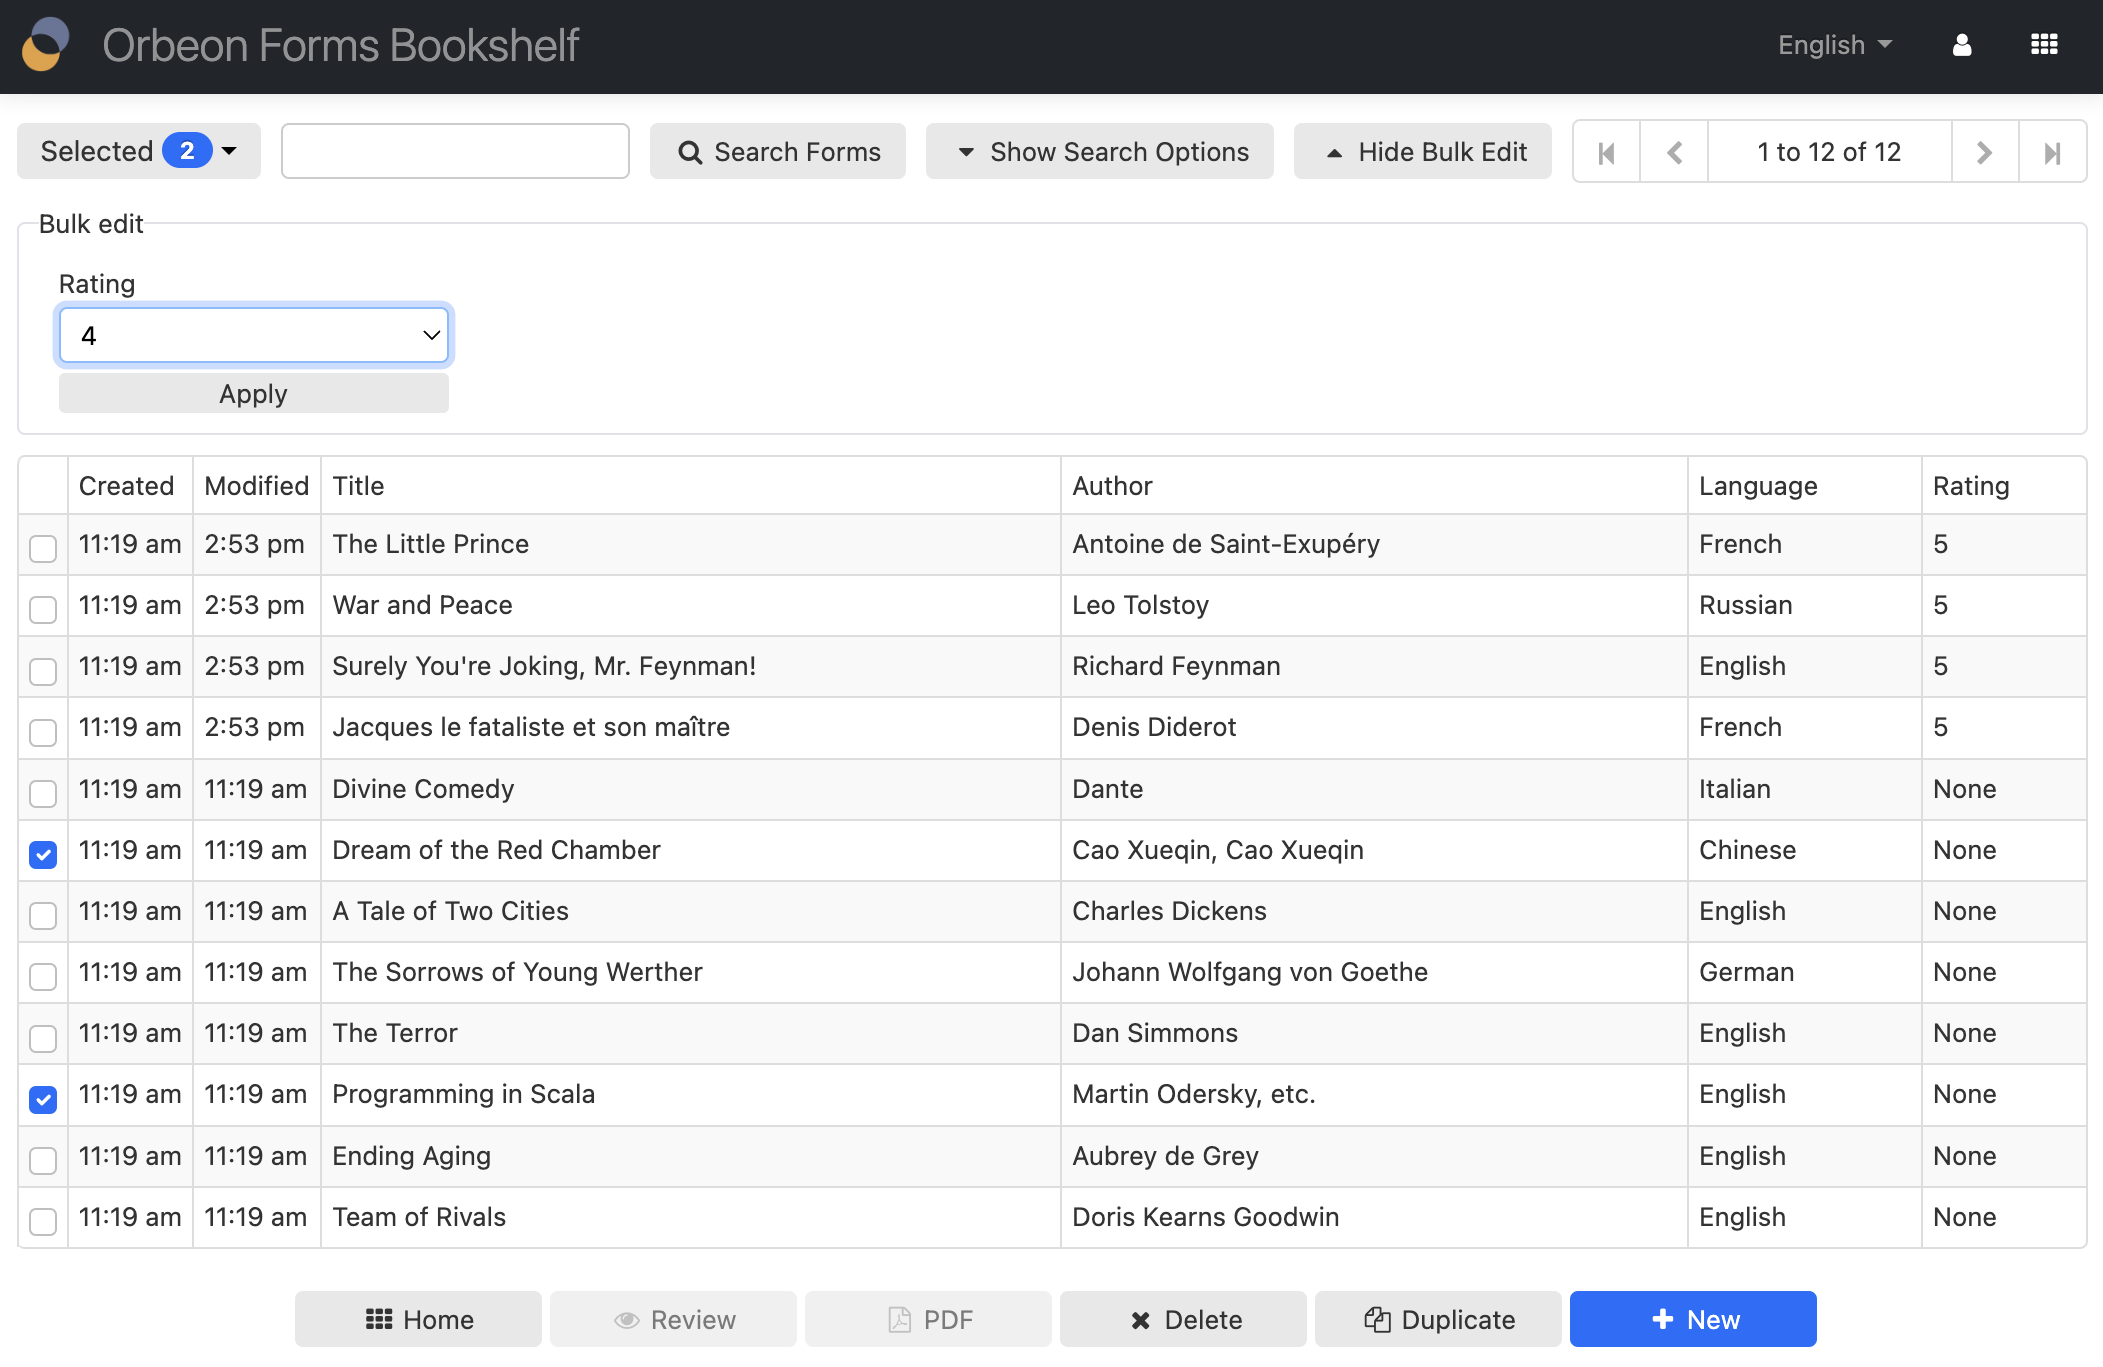 Orbeon Forms Bookshelf English
Selected 2 Search Forms Show Search Options Hide Bulk Edit 1 to 12 of 12
Bulk edit
Rating
4
Apply
Created Modified Title Author Language Rating
11:19 am 2:53 pm The Little Prince Antoine de Saint-Exupéry French 5
11:19 am 2:53 pm War and Peace Leo Tolstoy Russian 5
11:19 am 2:53 pm Surely You're Joking, Mr. Feynman! Richard Feynman English 5
11:19 am 2:53 pm Jacques le fataliste et son maître Denis Diderot French 5
11:19 am 11:19 am Divine Comedy Dante Italian None
11:19 am 11:19 am Dream of the Red Chamber Cao Xueqin, Cao Xueqin Chinese None
11:19 am 11:19 am A Tale of Two Cities Charles Dickens English None
11:19 am 11:19 am The Sorrows of Young Werther Johann Wolfgang von Goethe German None
11:19 am 11:19 am The Terror Dan Simmons English None
11:19 am 11:19 am Programming in Scala Martin Odersky, etc. English None
11:19 am 11:19 am Ending Aging Aubrey de Grey English None
11:19 am 11:19 am Team of Rivals Doris Kearns Goodwin English None
Home Review PDF Delete Duplicate New